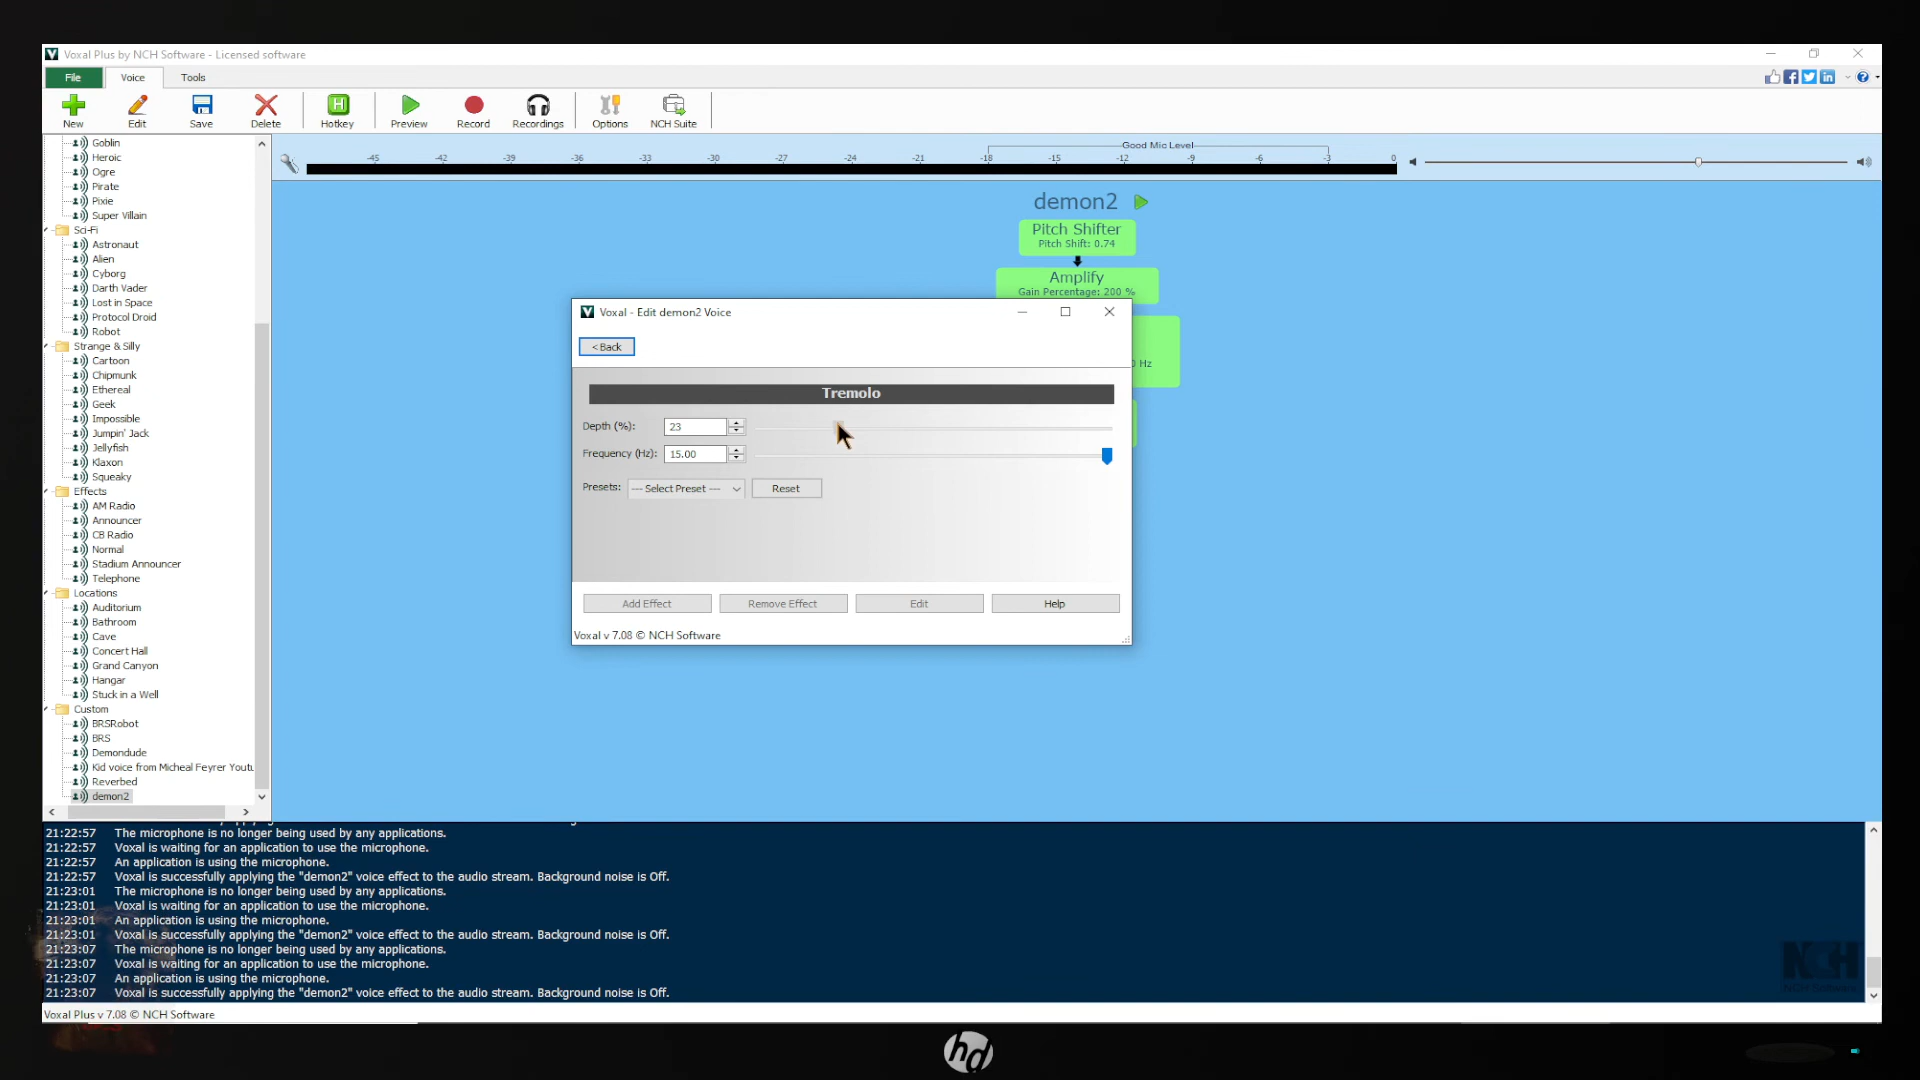 Voxal Plus by NCH Software - Licensed software
File Voice Tools
New Edit Save Delete Hotkey Preview Record Recordings Options NCH Suite
Goblin
Heroic
Ogre
Pirate
Pixie
Super Villain
Sci-Fi
Astronaut
Alien
Cyborg
Darth Vader
Lost in Space
Protocol Droid
Robot
Strange & Silly
Cartoon
Chipmunk
Ethereal
Geek
Impossible
Jumpin' Jack
Jellyfish
Klaxon
Squeaky
Effects
AM Radio
Announcer
CB Radio
Normal
Stadium Announcer
Telephone
Locations
Auditorium
Bathroom
Cave
Concert Hall
Grand Canyon
Hangar
Stuck in a Well
Custom
BRSRobot
BRS
Demondude
Kid voice from Micheal Feyrer Youtu
Reverbed
demon2
Good Mic Level
-45 -42 -39 -36 -33 -30 -27 -24 -21 -18 -15 -12 -9 -6 -3 0
demon2
Pitch Shifter
Pitch Shift: 0.74
Amplify
Gain Percentage: 200 %
Hz
Voxal - Edit demon2 Voice
< Back
Tremolo
Depth (%): 23
Frequency (Hz): 15.00
Presets: --- Select Preset --- Reset
Add Effect Remove Effect Edit Help
Voxal v 7.08 © NCH Software
21:22:57 The microphone is no longer being used by any applications.
21:22:57 Voxal is waiting for an application to use the microphone.
21:22:57 An application is using the microphone.
21:22:57 Voxal is successfully applying the "demon2" voice effect to the audio stream. Background noise is Off.
21:23:01 The microphone is no longer being used by any applications.
21:23:01 Voxal is waiting for an application to use the microphone.
21:23:01 An application is using the microphone.
21:23:01 Voxal is successfully applying the "demon2" voice effect to the audio stream. Background noise is Off.
21:23:07 The microphone is no longer being used by any applications.
21:23:07 Voxal is waiting for an application to use the microphone.
21:23:07 An application is using the microphone.
21:23:07 Voxal is successfully applying the "demon2" voice effect to the audio stream. Background noise is Off.
NCH
NCH Software
Voxal Plus v 7.08 © NCH Software
hp